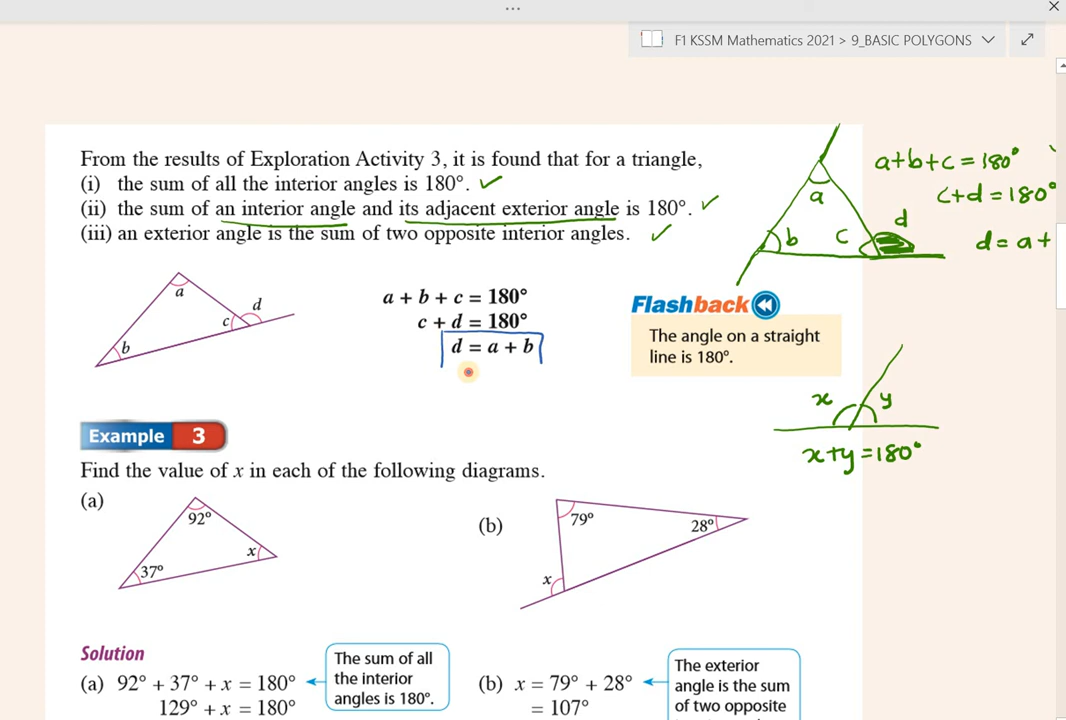 F1 KSSM Mathematics 2021 > 9_BASIC POLYGONS
From the results of Exploration Activity 3, it is found that for a triangle,
(i) the sum of all the interior angles is 180°.
(ii) the sum of an interior angle and its adjacent exterior angle is 180°.
(iii) an exterior angle is the sum of two opposite interior angles.
a
b
c
d
a + b + c = 180°
c + d = 180°
d = a + b
a
b
c
d
a+b+c = 180°
c+d = 180°
d = a +
Flashback
The angle on a straight
line is 180°.
x
y
x+y = 180°
Example 3
Find the value of x in each of the following diagrams.
(a)
92°
37°
x
(b)
79°
28°
x
Solution
(a) 92° + 37° + x = 180°
129° + x = 180°
The sum of all
the interior
angles is 180°.
(b) x = 79° + 28°
= 107°
The exterior
angle is the sum
of two opposite